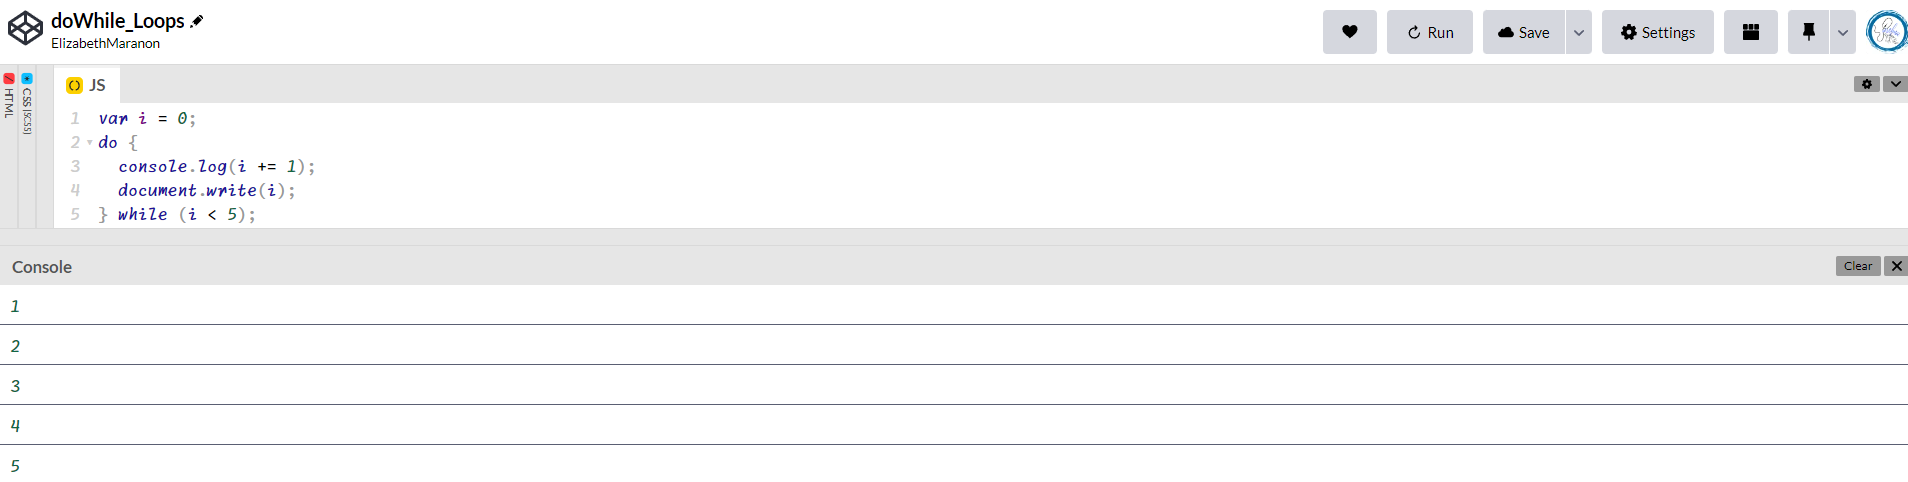 doWhile_Loops
ElizabethMaranon
Run
Save
Settings
HTML
CSS (SCSS)
JS
1 var i = 0;
2 do {
3 console.log(i += 1);
4 document.write(i);
5 } while (i < 5);
Console
Clear
1
2
3
4
5